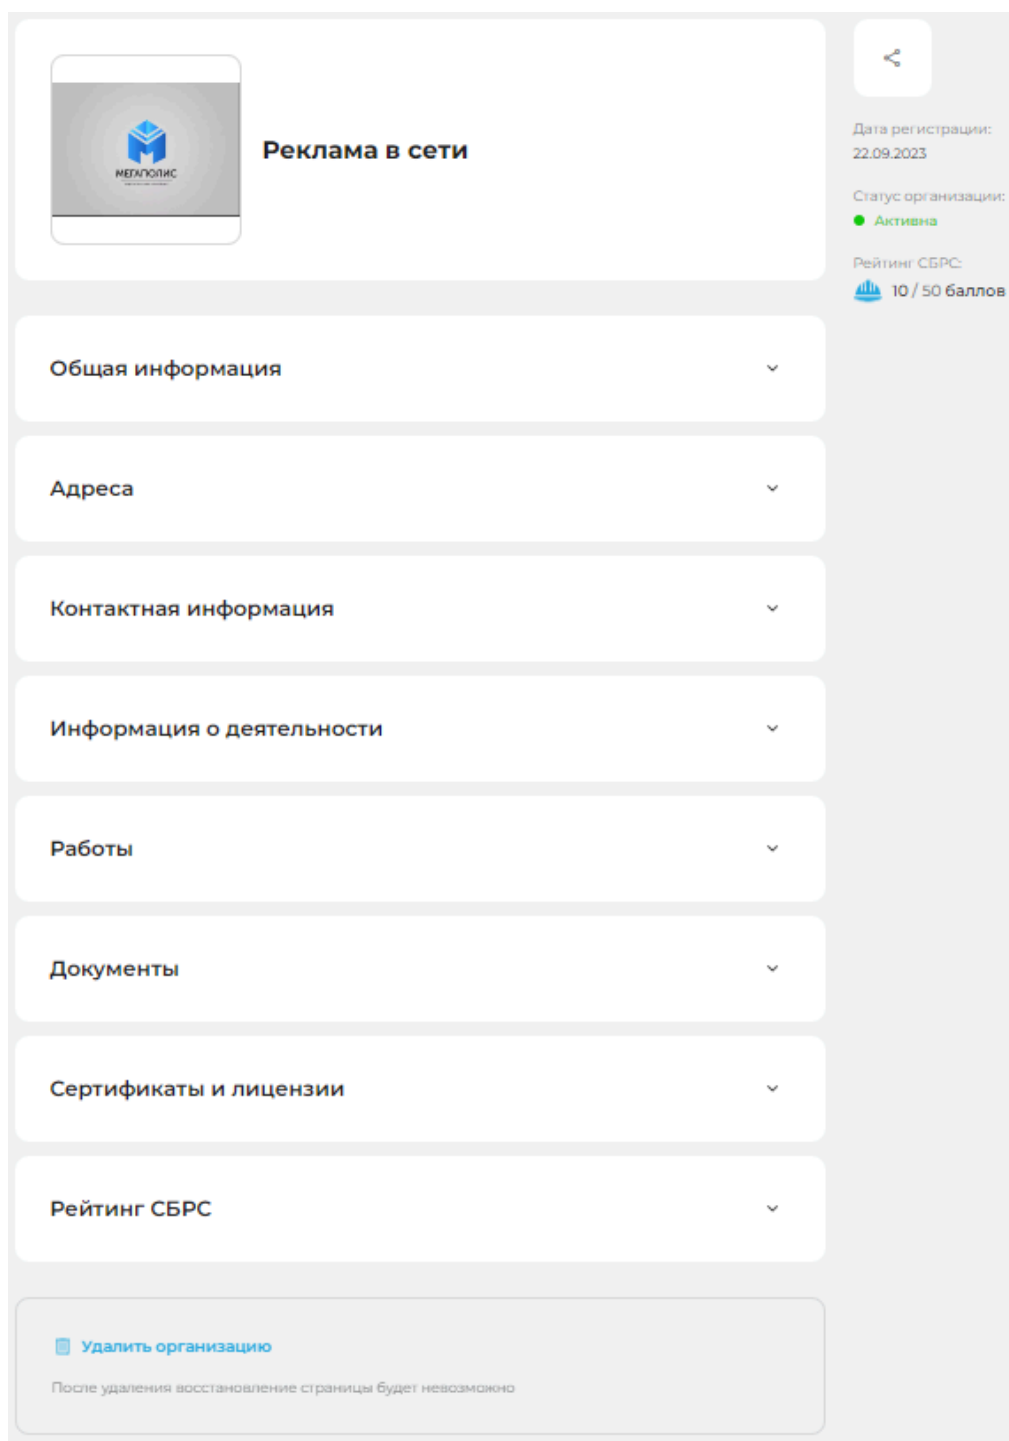 МЕГАПОЛИС
Реклама в сети
Дата регистрации:
22.09.2023
Статус организации:
Активна
Рейтинг СБРС:
10 / 50 баллов
Общая информация
Адреса
Контактная информация
Информация о деятельности
Работы
Документы
Сертификаты и лицензии
Рейтинг СБРС
Удалить организацию
После удаления восстановление страницы будет невозможно